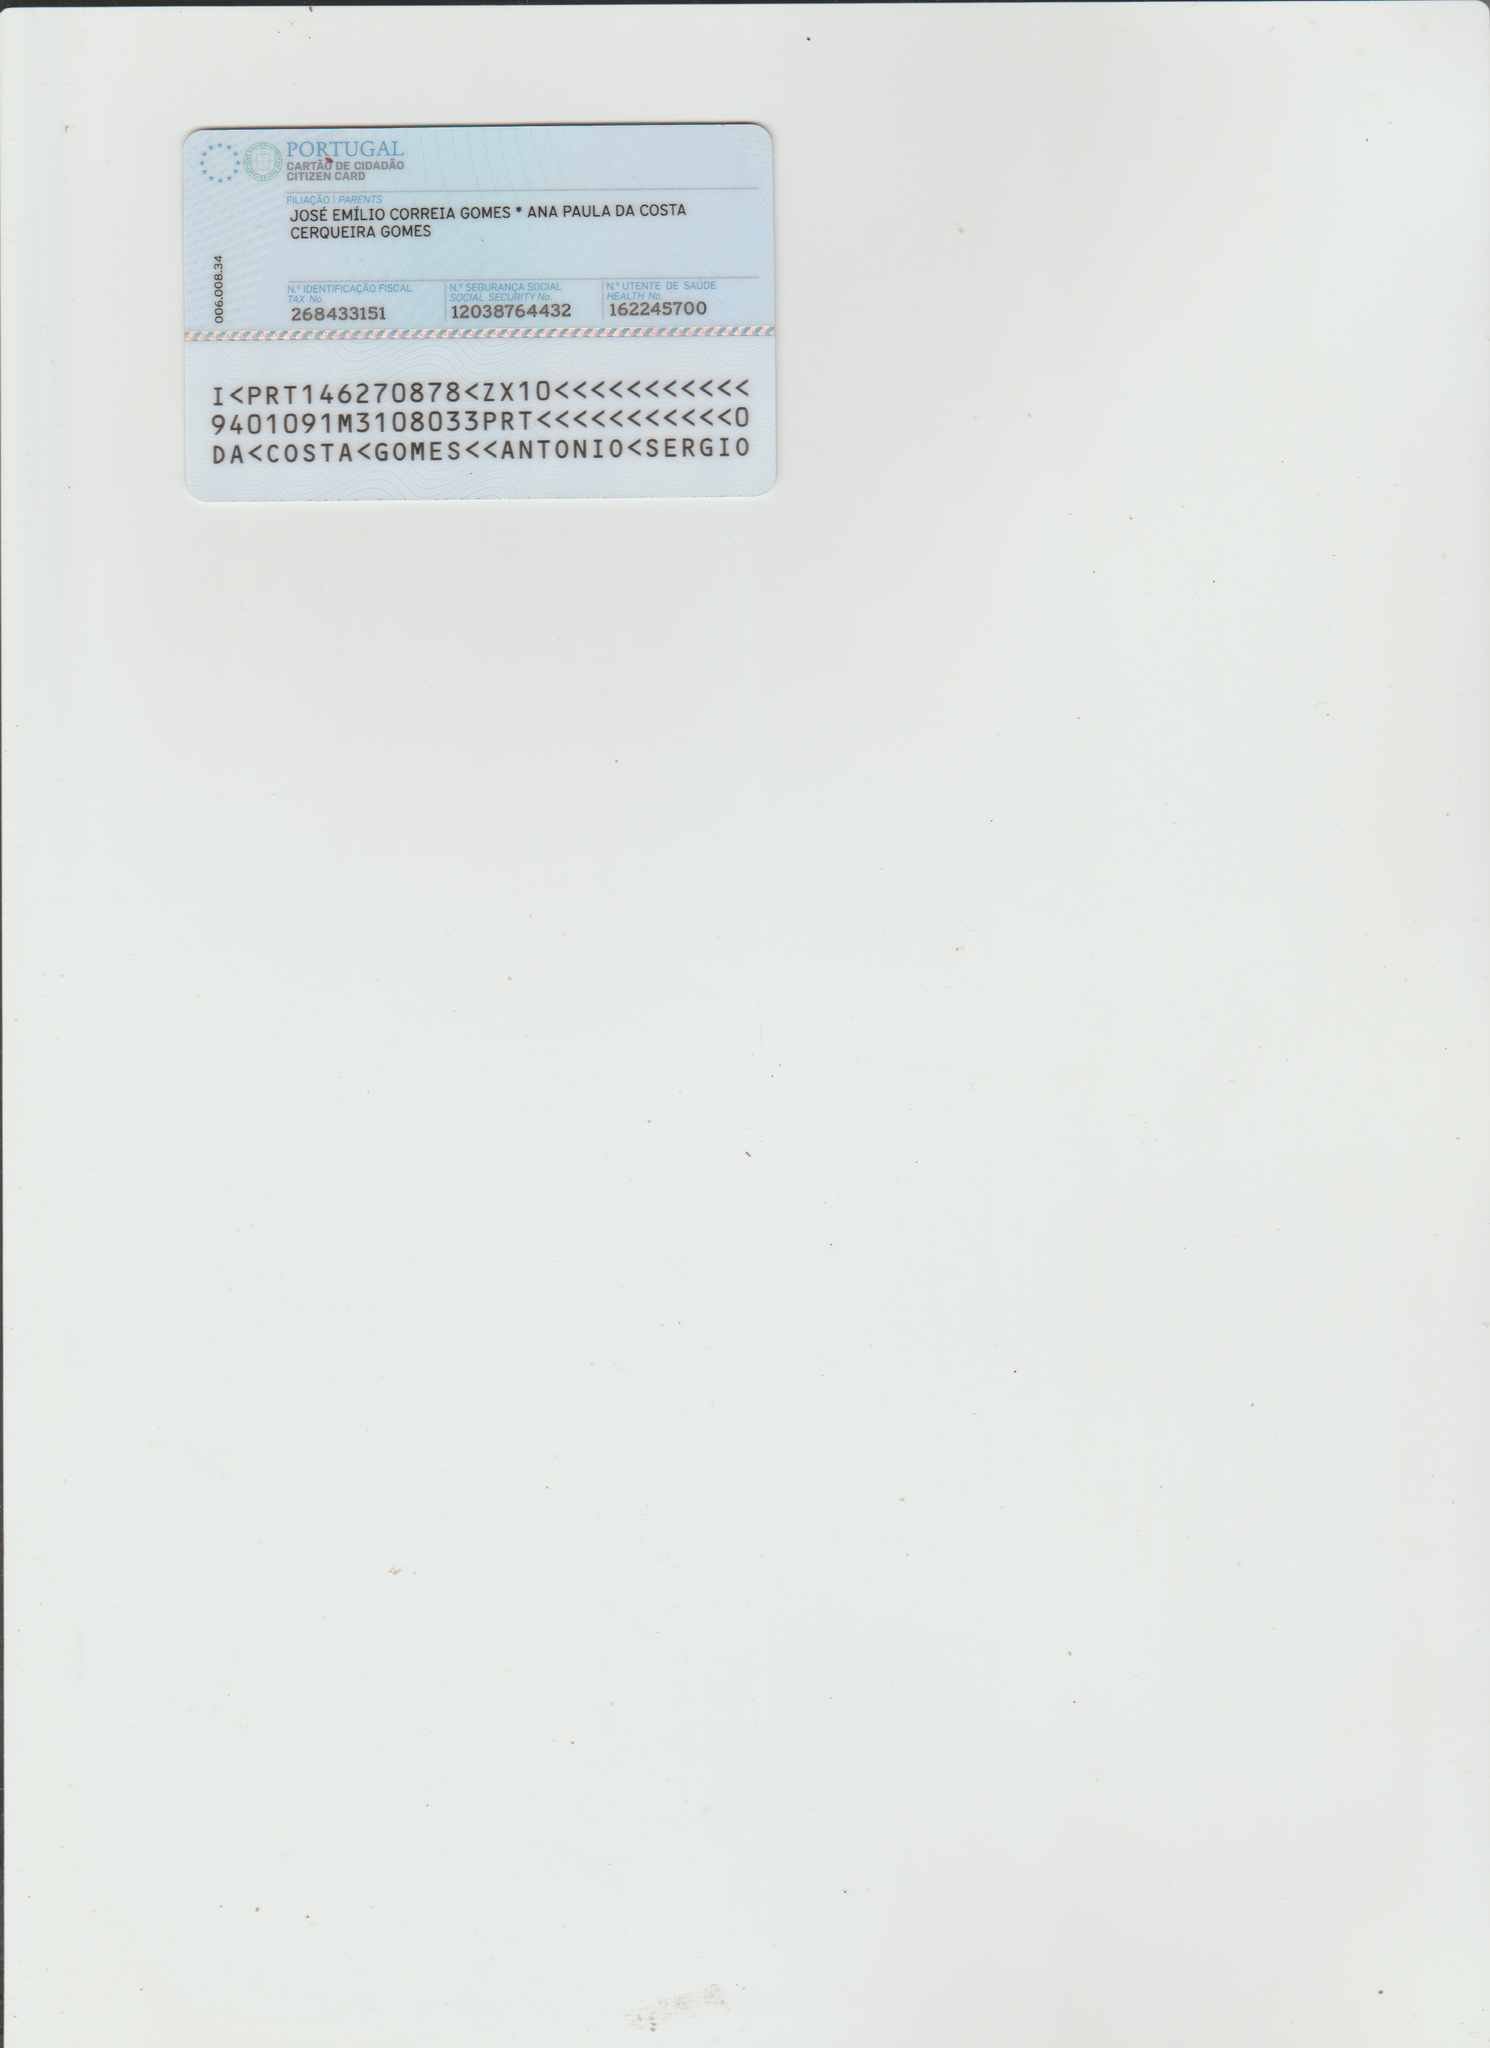 PORTUGAL
CARTÃO DE CIDADÃO
CITIZEN CARD
FILIAÇÃO | PARENTS
JOSÉ EMÍLIO CORREIA GOMES * ANA PAULA DA COSTA
CERQUEIRA GOMES
006.008.34
N.º IDENTIFICAÇÃO FISCAL
TAX No.
268433151
N.º SEGURANÇA SOCIAL
SOCIAL SECURITY No.
12038764432
N.º UTENTE DE SAÚDE
HEALTH No.
162245700
I<PRT146270878<ZX10<<<<<<<<<<<
9401091M3108033PRT<<<<<<<<<<<0
DA<COSTA<GOMES<<ANTONIO<SERGIO